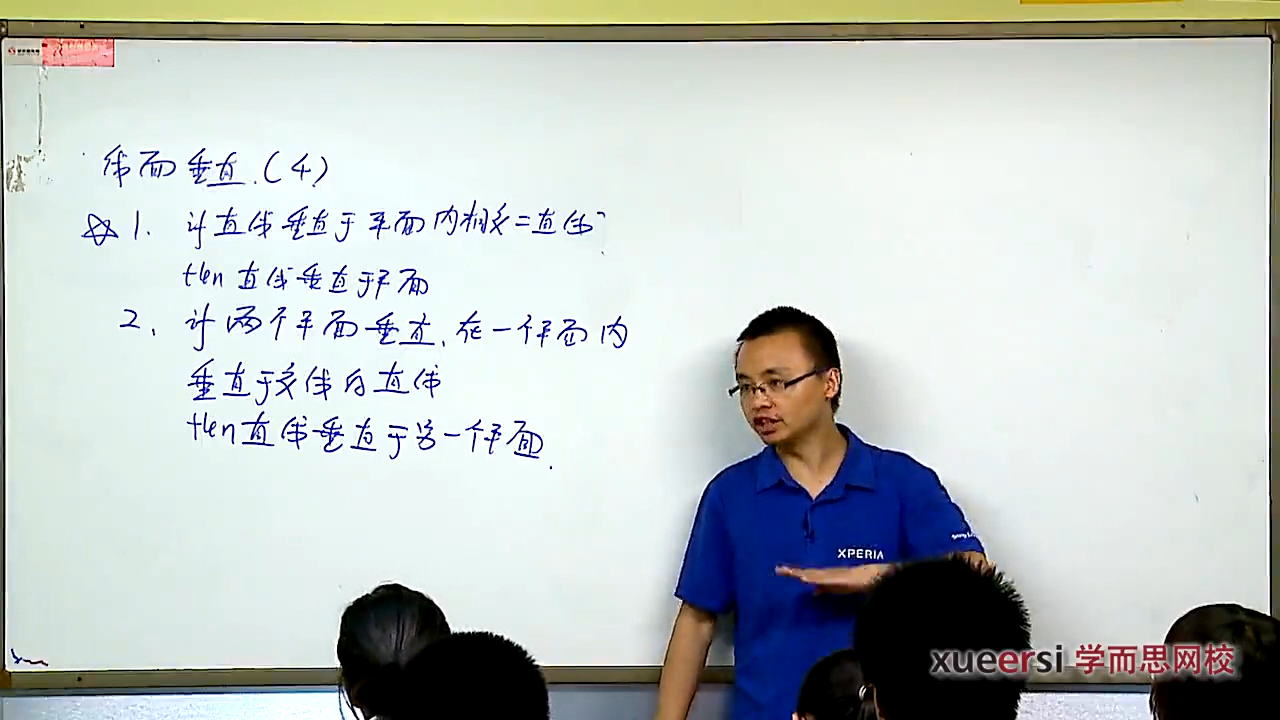 线面垂直.(4)
☆1. if 直线垂直于平面内相交二直线
then 直线垂直于平面
2. if 两个平面垂直,在一个平面内
垂直于交线的直线
then 直线垂直于另一个平面.
XPERIA
xueersi 学而思网校